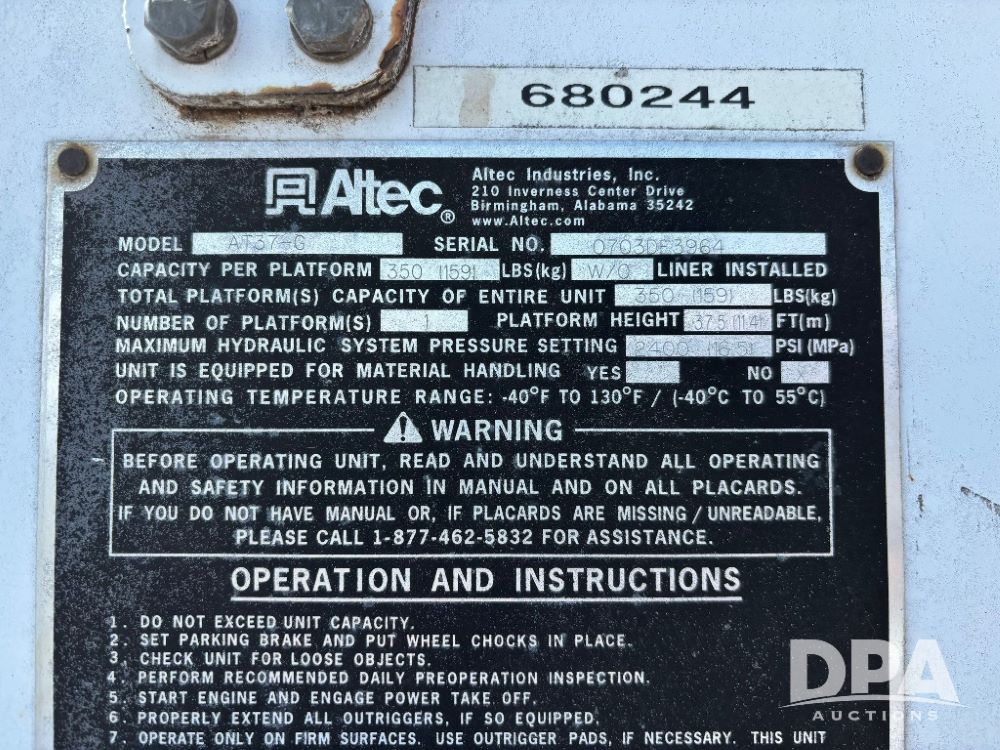 680244
Altec®
Altec Industries, Inc.
210 Inverness Center Drive
Birmingham, Alabama 35242
www.Altec.com
MODEL AT37-G SERIAL NO. 0703DF3964
CAPACITY PER PLATFORM 350 (159) LBS(kg) W/O LINER INSTALLED
TOTAL PLATFORM(S) CAPACITY OF ENTIRE UNIT 350 (159) LBS(kg)
NUMBER OF PLATFORM(S) 1 PLATFORM HEIGHT 37.5 (11.4) FT(m)
MAXIMUM HYDRAULIC SYSTEM PRESSURE SETTING 2400 (16.5) PSI (MPa)
UNIT IS EQUIPPED FOR MATERIAL HANDLING YES NO X
OPERATING TEMPERATURE RANGE: -40°F TO 130°F / (-40°C TO 55°C)
WARNING
BEFORE OPERATING UNIT, READ AND UNDERSTAND ALL OPERATING
AND SAFETY INFORMATION IN MANUAL AND ON ALL PLACARDS.
IF YOU DO NOT HAVE MANUAL OR, IF PLACARDS ARE MISSING/UNREADABLE,
PLEASE CALL 1-877-462-5832 FOR ASSISTANCE.
OPERATION AND INSTRUCTIONS
1. DO NOT EXCEED UNIT CAPACITY.
2. SET PARKING BRAKE AND PUT WHEEL CHOCKS IN PLACE.
3. CHECK UNIT FOR LOOSE OBJECTS.
4. PERFORM RECOMMENDED DAILY PREOPERATION INSPECTION.
5. START ENGINE AND ENGAGE POWER TAKE OFF.
6. PROPERLY EXTEND ALL OUTRIGGERS, IF SO EQUIPPED.
7. OPERATE ONLY ON FIRM SURFACES. USE OUTRIGGER PADS, IF NECESSARY. THIS UNIT
DPA
AUCTIONS